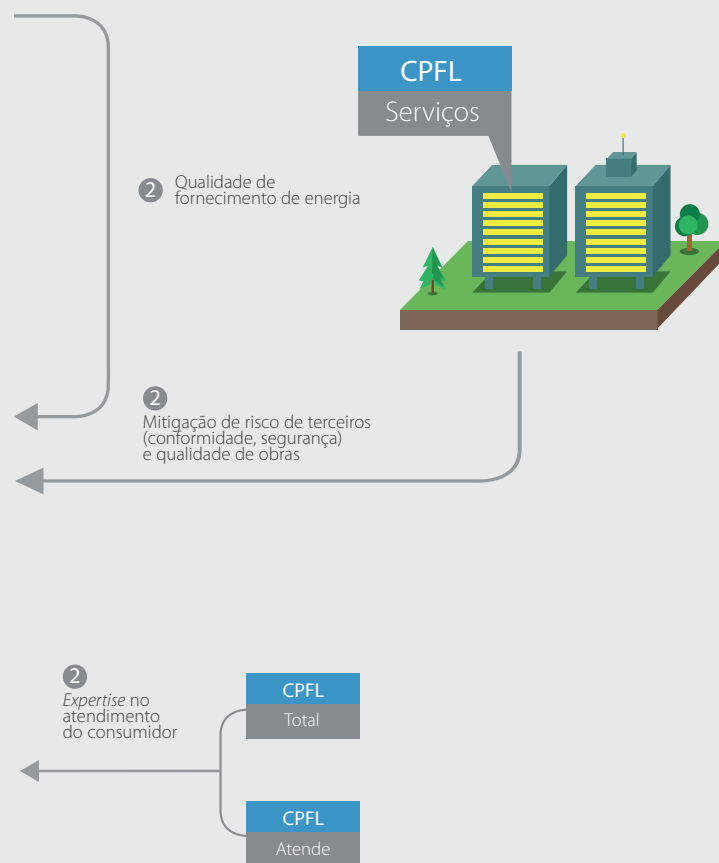 CPFL
Serviços
2 Qualidade de
fornecimento de energia
2
Mitigação de risco de terceiros
(conformidade, segurança)
e qualidade de obras
2
Expertise no
atendimento
do consumidor
CPFL
Total
CPFL
Atende